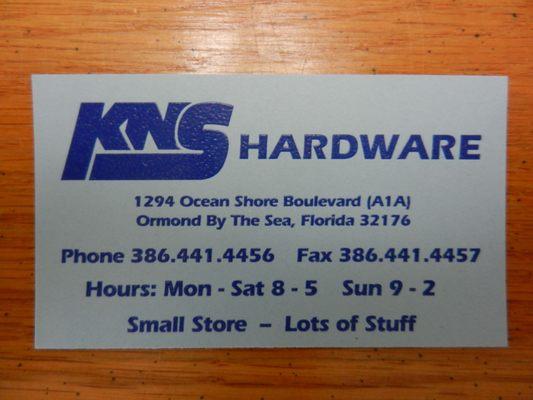 KNS HARDWARE
1294 Ocean Shore Boulevard (A1A)
Ormond By The Sea, Florida 32176
Phone 386.441.4456 Fax 386.441.4457
Hours: Mon - Sat 8 - 5 Sun 9 - 2
Small Store – Lots of Stuff